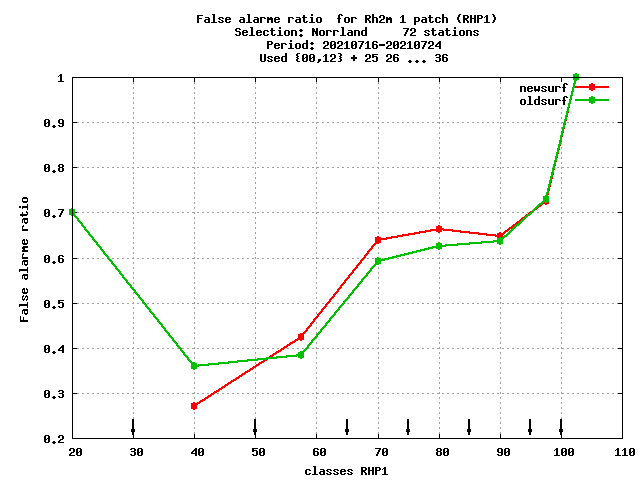 False alarme ratio for Rh2m 1 patch (RHP1)
Selection: Norrland 72 stations
Period: 20210716-20210724
Used {00,12} + 25 26 ... 36
newsurf
oldsurf
1
0.9
0.8
0.7
0.6
0.5
0.4
0.3
0.2
False alarme ratio
20 30 40 50 60 70 80 90 100 110
classes RHP1